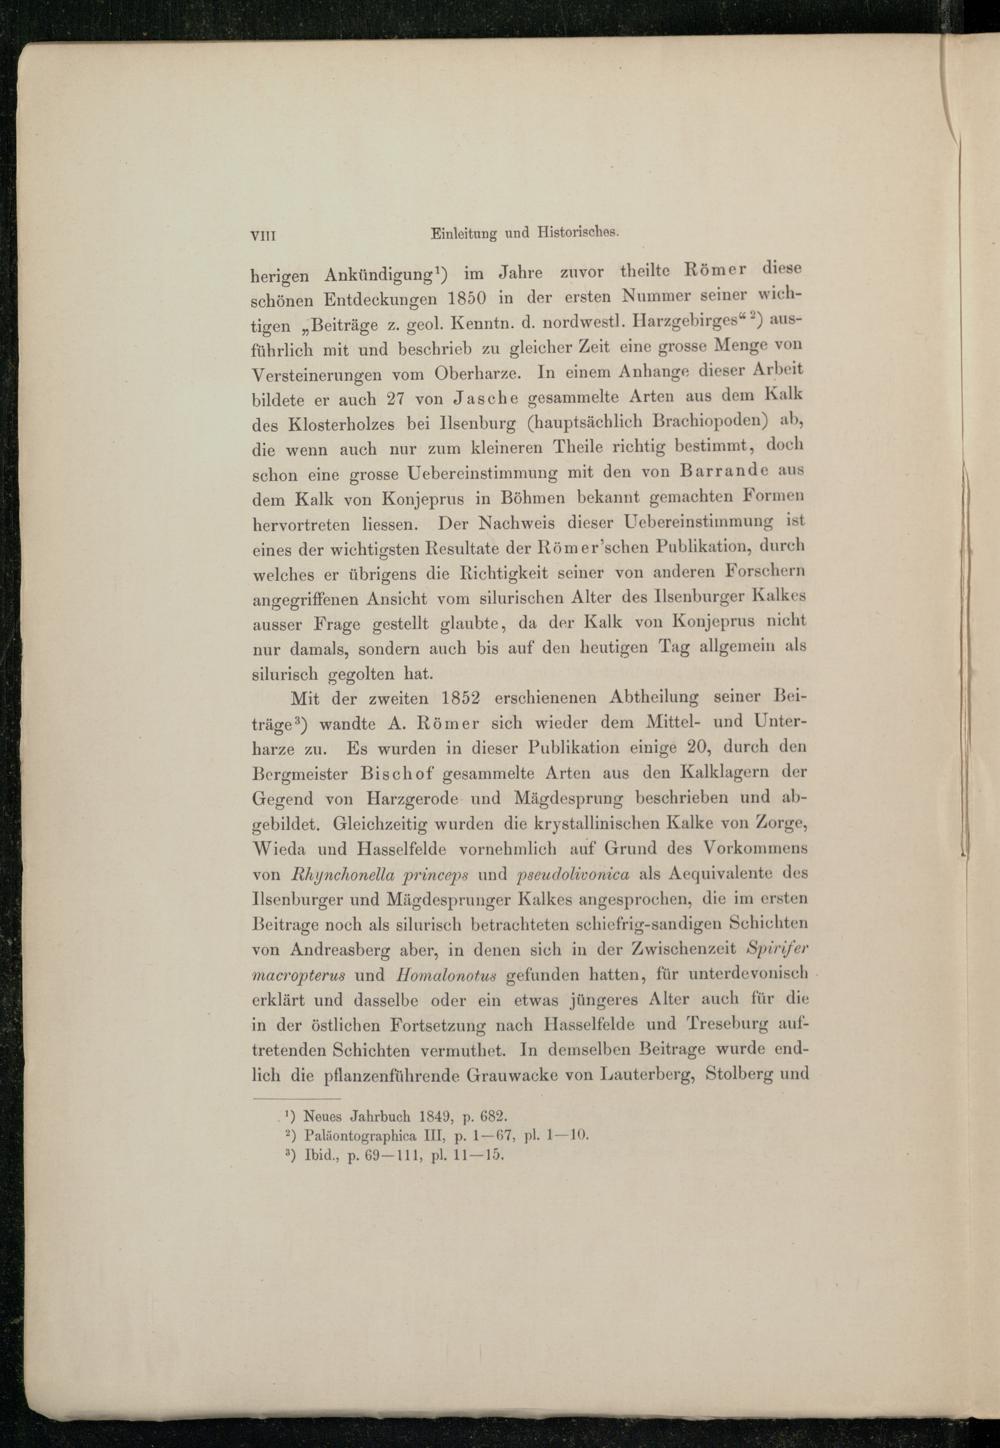 VIII Einleitung und Historisches.
herigen Ankündigung¹) im Jahre zuvor theilte Römer diese
schönen Entdeckungen 1850 in der ersten Nummer seiner wich-
tigen „Beiträge z. geol. Kenntn. d. nordwestl. Harzgebirges“²) aus-
führlich mit und beschrieb zu gleicher Zeit eine grosse Menge von
Versteinerungen vom Oberharze. In einem Anhange dieser Arbeit
bildete er auch 27 von Jasche gesammelte Arten aus dem Kalk
des Klosterholzes bei Ilsenburg (hauptsächlich Brachiopoden) ab,
die wenn auch nur zum kleineren Theile richtig bestimmt, doch
schon eine grosse Uebereinstimmung mit den von Barrande aus
dem Kalk von Konjeprus in Böhmen bekannt gemachten Formen
hervortreten liessen. Der Nachweis dieser Uebereinstimmung ist
eines der wichtigsten Resultate der Römer’schen Publikation, durch
welches er übrigens die Richtigkeit seiner von anderen Forschern
angegriffenen Ansicht vom silurischen Alter des Ilsenburger Kalkes
ausser Frage gestellt glaubte, da der Kalk von Konjeprus nicht
nur damals, sondern auch bis auf den heutigen Tag allgemein als
silurisch gegolten hat.
Mit der zweiten 1852 erschienenen Abtheilung seiner Bei-
träge³) wandte A. Römer sich wieder dem Mittel- und Unter-
harze zu. Es wurden in dieser Publikation einige 20, durch den
Bergmeister Bischof gesammelte Arten aus den Kalklagern der
Gegend von Harzgerode und Mägdesprung beschrieben und ab-
gebildet. Gleichzeitig wurden die krystallinischen Kalke von Zorge,
Wieda und Hasselfelde vornehmlich auf Grund des Vorkommens
von Rhynchonella princeps und pseudolivonica als Aequivalente des
Ilsenburger und Mägdesprunger Kalkes angesprochen, die im ersten
Beitrage noch als silurisch betrachteten schiefrig-sandigen Schichten
von Andreasberg aber, in denen sich in der Zwischenzeit Spirifer
macropterus und Homalonotus gefunden hatten, für unterdevonisch
erklärt und dasselbe oder ein etwas jüngeres Alter auch für die
in der östlichen Fortsetzung nach Hasselfelde und Treseburg auf-
tretenden Schichten vermuthet. In demselben Beitrage wurde end-
lich die pflanzenführende Grauwacke von Lauterberg, Stolberg und
¹) Neues Jahrbuch 1849, p. 682.
²) Paläontographica III, p. 1—67, pl. 1—10.
³) Ibid., p. 69—111, pl. 11—15.